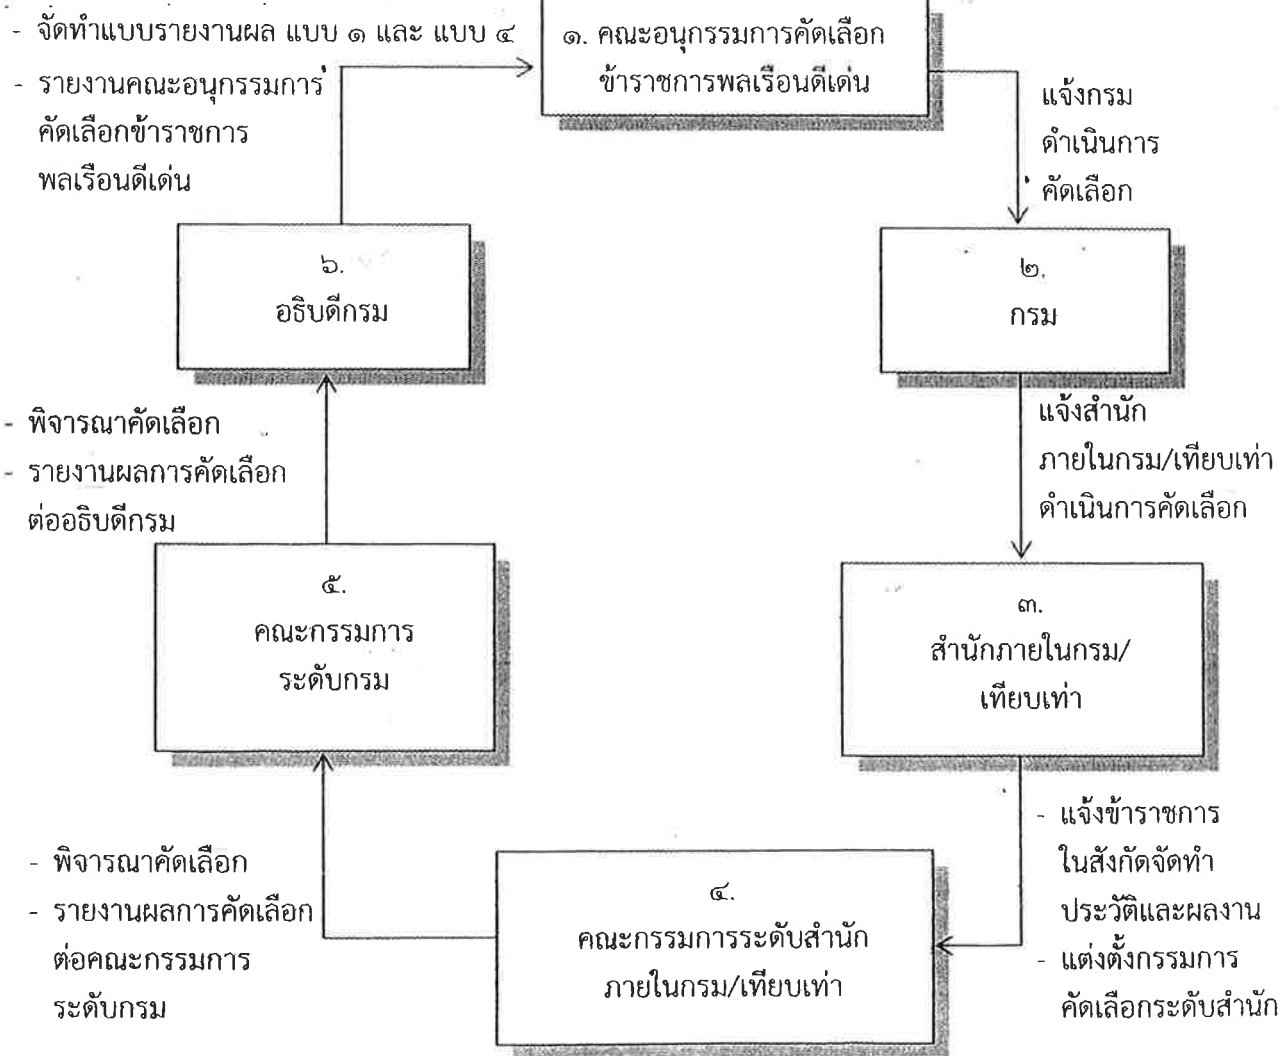 - จัดทำแบบรายงานผล แบบ ๑ และ แบบ ๔
- รายงานคณะอนุกรรมการ
คัดเลือกข้าราชการ
พลเรือนดีเด่น
๑. คณะอนุกรรมการคัดเลือก
ข้าราชการพลเรือนดีเด่น
แจ้งกรม
ดำเนินการ
คัดเลือก
๖.
อธิบดีกรม
๒.
กรม
- พิจารณาคัดเลือก
- รายงานผลการคัดเลือก
ต่ออธิบดีกรม
แจ้งสำนัก
ภายในกรม/เทียบเท่า
ดำเนินการคัดเลือก
๕.
คณะกรรมการ
ระดับกรม
๓.
สำนักภายในกรม/
เทียบเท่า
- พิจารณาคัดเลือก
- รายงานผลการคัดเลือก
ต่อคณะกรรมการ
ระดับกรม
๔.
คณะกรรมการระดับสำนัก
ภายในกรม/เทียบเท่า
- แจ้งข้าราชการ
ในสังกัดจัดทำ
ประวัติและผลงาน
- แต่งตั้งกรรมการ
คัดเลือกระดับสำนัก